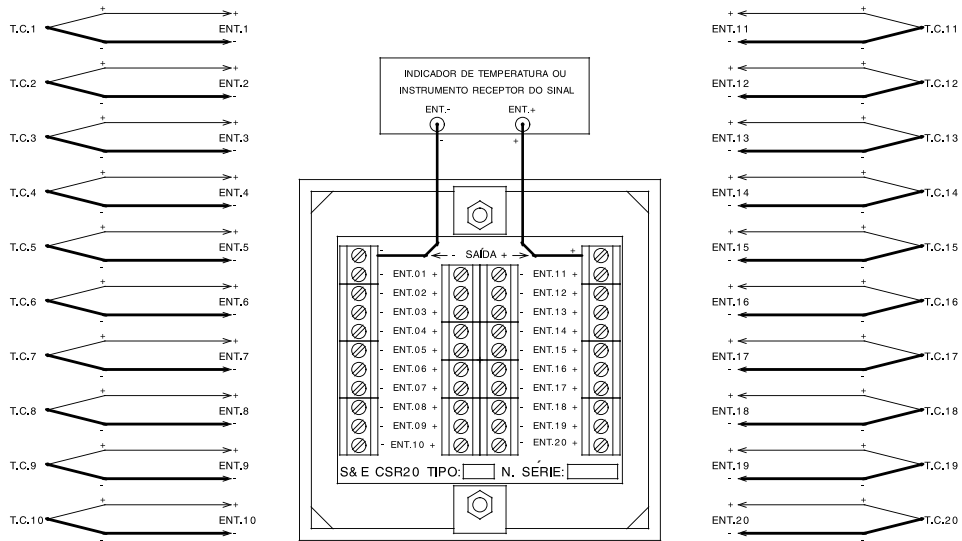 T.C.1 + - + ENT.1 -
T.C.2 + - + ENT.2 -
T.C.3 + - + ENT.3 -
T.C.4 + - + ENT.4 -
T.C.5 + - + ENT.5 -
T.C.6 + - + ENT.6 -
T.C.7 + - + ENT.7 -
T.C.8 + - + ENT.8 -
T.C.9 + - + ENT.9 -
T.C.10 + - + ENT.10 -
INDICADOR DE TEMPERATURA OU
INSTRUMENTO RECEPTOR DO SINAL
ENT.- ENT.+
- +
- - SAÍDA + +
- ENT.01 + - ENT.11 +
- ENT.02 + - ENT.12 +
- ENT.03 + - ENT.13 +
- ENT.04 + - ENT.14 +
- ENT.05 + - ENT.15 +
- ENT.06 + - ENT.16 +
- ENT.07 + - ENT.17 +
- ENT.08 + - ENT.18 +
- ENT.09 + - ENT.19 +
- ENT.10 + - ENT.20 +
S&E CSR20 TIPO: N. SÉRIE:
+ ENT.11 - + - T.C.11
+ ENT.12 - + - T.C.12
+ ENT.13 - + - T.C.13
+ ENT.14 - + - T.C.14
+ ENT.15 - + - T.C.15
+ ENT.16 - + - T.C.16
+ ENT.17 - + - T.C.17
+ ENT.18 - + - T.C.18
+ ENT.19 - + - T.C.19
+ ENT.20 - + - T.C.20